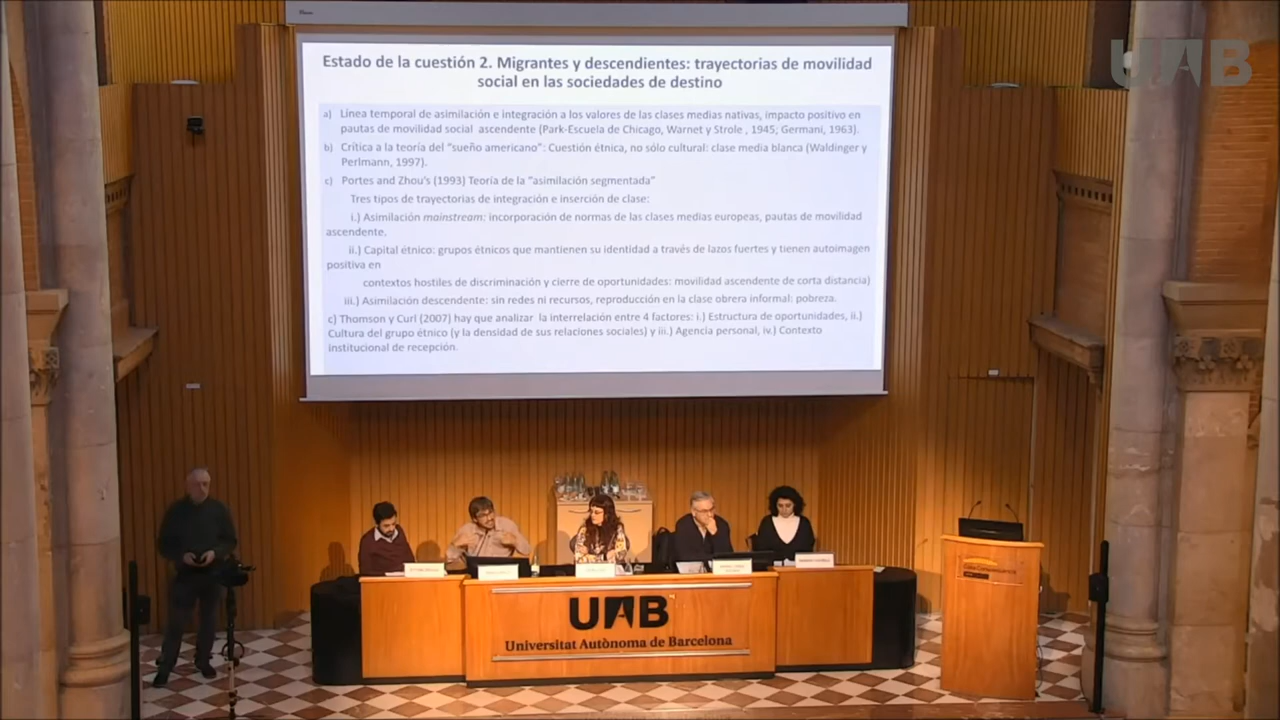 UAB
Estado de la cuestión 2. Migrantes y descendientes: trayectorias de movilidad
social en las sociedades de destino
a) Línea temporal de asimilación e integración a los valores de las clases medias nativas, impacto positivo en
pautas de movilidad social ascendente (Park-Escuela de Chicago, Warnet y Strole , 1945; Germani, 1963).
b) Crítica a la teoría del "sueño americano": Cuestión étnica, no sólo cultural: clase media blanca (Waldinger y
Perlmann, 1997).
c) Portes and Zhou's (1993) Teoría de la "asimilación segmentada"
Tres tipos de trayectorias de integración e inserción de clase:
i.) Asimilación mainstream: incorporación de normas de las clases medias europeas, pautas de movilidad
ascendente.
ii.) Capital étnico: grupos étnicos que mantienen su identidad a través de lazos fuertes y tienen autoimagen
positiva en
contextos hostiles de discriminación y cierre de oportunidades: movilidad ascendente de corta distancia)
iii.) Asimilación descendente: sin redes ni recursos, reproducción en la clase obrera informal: pobreza.
c) Thomson y Curl (2007) hay que analizar la interrelación entre 4 factores: i.) Estructura de oportunidades, ii.)
Cultura del grupo étnico (y la densidad de sus relaciones sociales) y iii.) Agencia personal, iv.) Contexto
institucional de recepción.
UAB
Universitat Autònoma de Barcelona